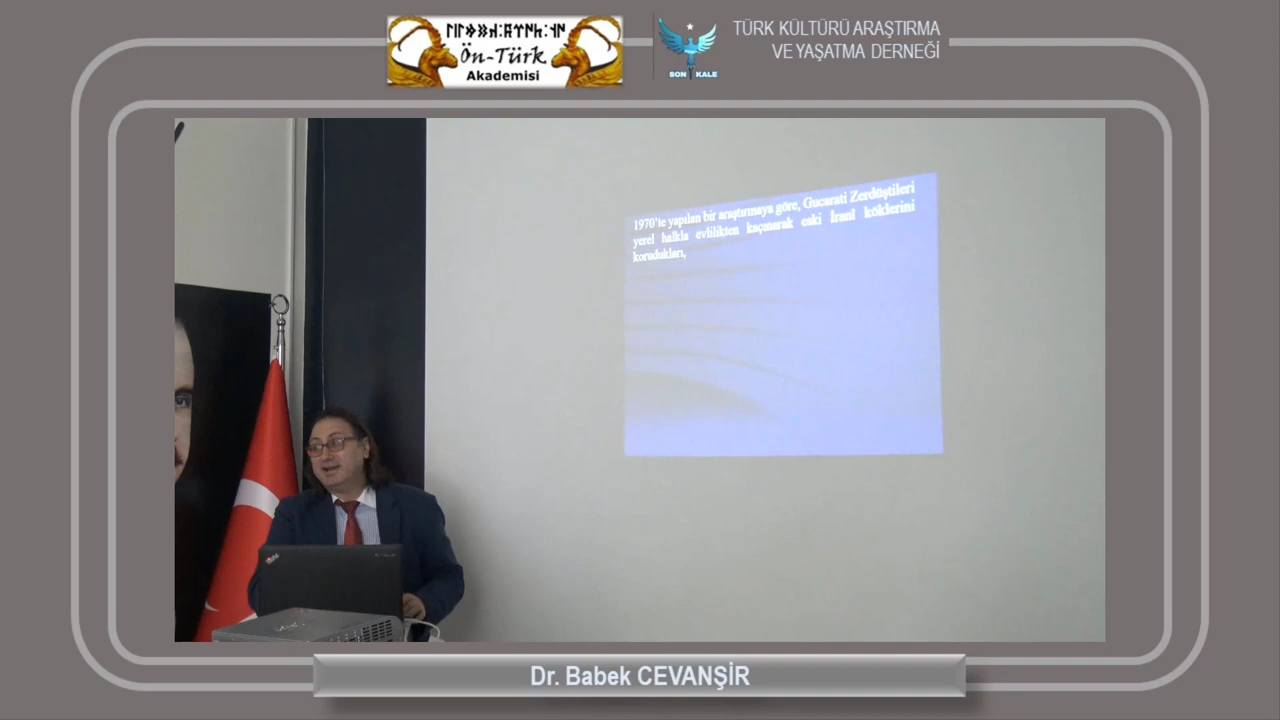 Ön-Türk
Akademisi
SON KALE
TÜRK KÜLTÜRÜ ARAŞTIRMA
VE YAŞATMA DERNEĞİ
1970'te yapılan bir araştırmaya göre, Gucarati Zerdüştileri
yerel halkla evlilikten kaçınarak eski İranî köklerini
korudukları,
Dr. Babek CEVANŞİR